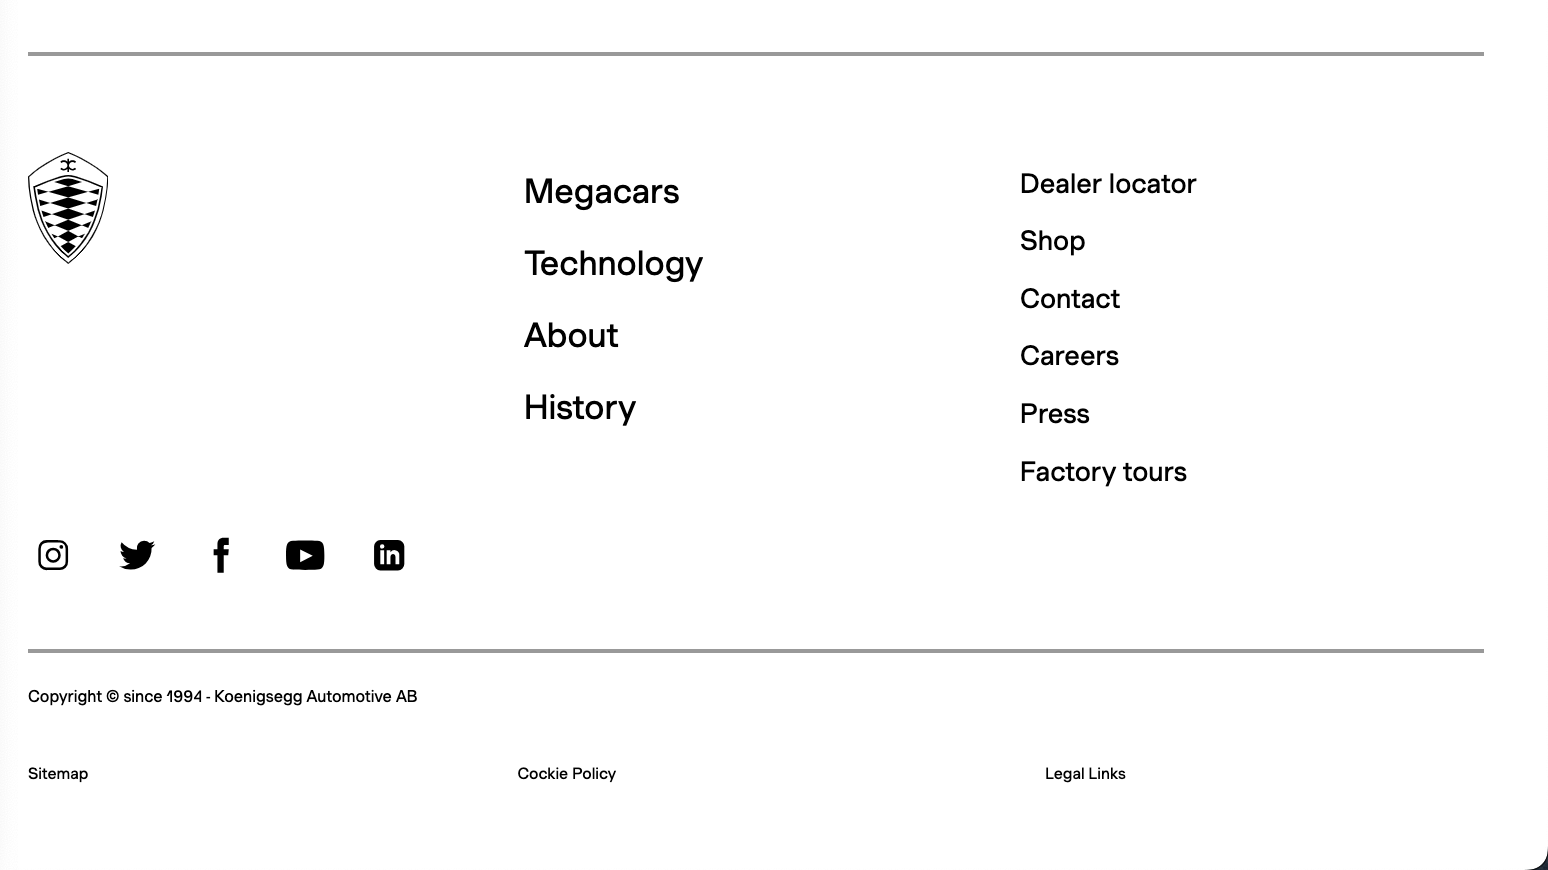 Megacars
Technology
About
History
Dealer locator
Shop
Contact
Careers
Press
Factory tours
Copyright © since 1994 - Koenigsegg Automotive AB
Sitemap
Cockie Policy
Legal Links